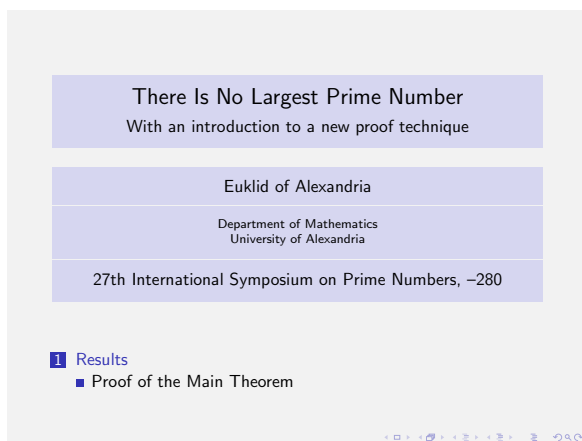 There Is No Largest Prime Number
With an introduction to a new proof technique
Euklid of Alexandria
Department of Mathematics
University of Alexandria
27th International Symposium on Prime Numbers, –280
1 Results
Proof of the Main Theorem